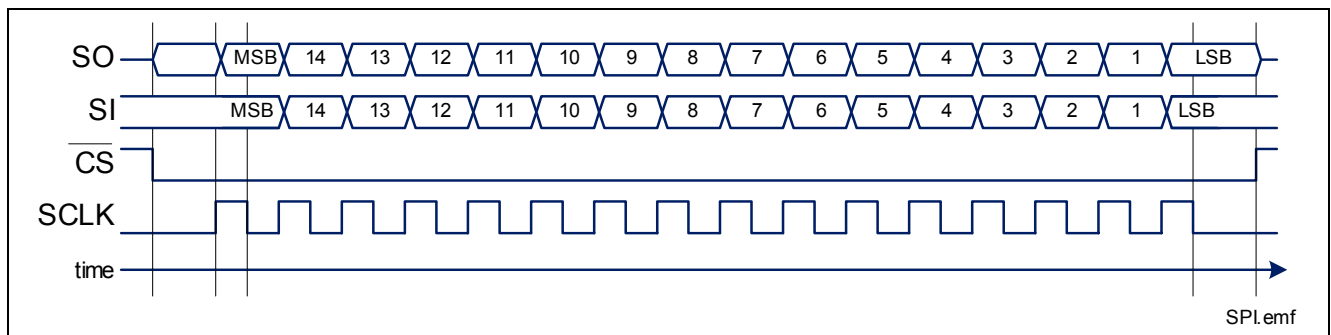 SO MSB 14 13 12 11 10 9 8 7 6 5 4 3 2 1 LSB
SI MSB 14 13 12 11 10 9 8 7 6 5 4 3 2 1 LSB
CS
SCLK
time
SPI.emf